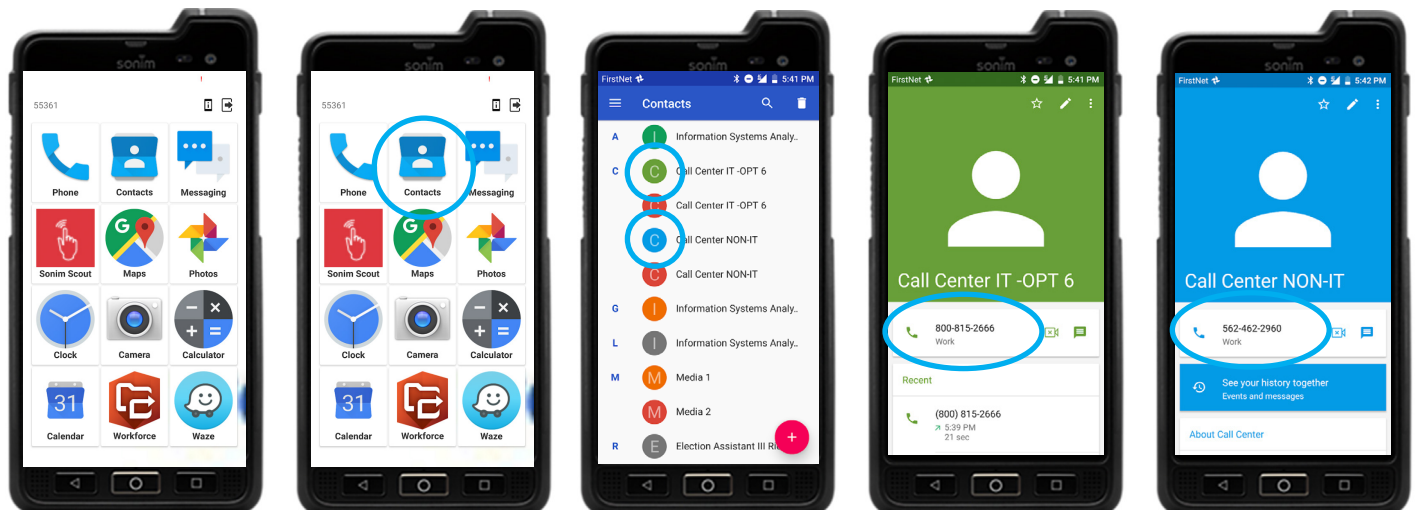 sonim
55361
Phone
Contacts
Messaging
Sonim Scout
Maps
Photos
Clock
Camera
Calculator
31
Calendar
Workforce
Waze
sonim
55361
Phone
Contacts
Messaging
Sonim Scout
Maps
Photos
Clock
Camera
Calculator
31
Calendar
Workforce
Waze
sonim
FirstNet 5:41 PM
Contacts
A I Information Systems Analy..
C C Call Center IT -OPT 6
C Call Center IT -OPT 6
C Call Center NON-IT
C Call Center NON-IT
G I Information Systems Analy..
L I Information Systems Analy..
M M Media 1
M Media 2
R E Election Assistant III
sonim
FirstNet 5:41 PM
Call Center IT -OPT 6
800-815-2666
Work
Recent
(800) 815-2666
5:39 PM
21 sec
sonim
FirstNet 5:42 PM
Call Center NON-IT
562-462-2960
Work
See your history together
Events and messages
About Call Center